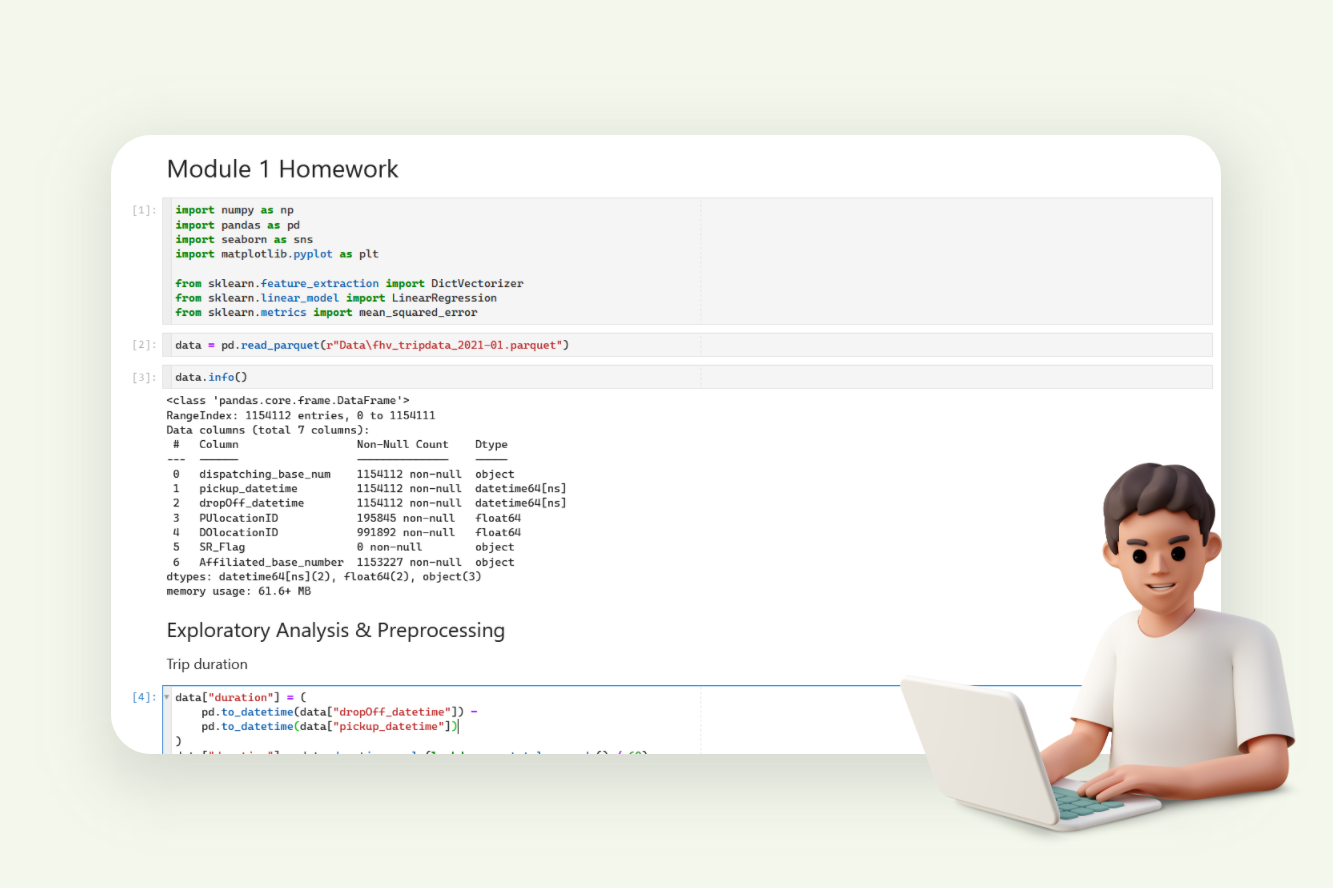 Module 1 Homework
[1]:
import numpy as np
import pandas as pd
import seaborn as sns
import matplotlib.pyplot as plt
from sklearn.feature_extraction import DictVectorizer
from sklearn.linear_model import LinearRegression
from sklearn.metrics import mean_squared_error
[2]: data = pd.read_parquet(r"Data\fhv_tripdata_2021-01.parquet")
[3]: data.info()
<class 'pandas.core.frame.DataFrame'>
RangeIndex: 1154112 entries, 0 to 1154111
Data columns (total 7 columns):
 #   Column                  Non-Null Count    Dtype
---  ------                  --------------    -----
 0   dispatching_base_num    1154112 non-null  object
 1   pickup_datetime         1154112 non-null  datetime64[ns]
 2   dropOff_datetime        1154112 non-null  datetime64[ns]
 3   PUlocationID            195845 non-null   float64
 4   DOlocationID            991892 non-null   float64
 5   SR_Flag                 0 non-null        object
 6   Affiliated_base_number  1153227 non-null  object
dtypes: datetime64[ns](2), float64(2), object(3)
memory usage: 61.6+ MB
Exploratory Analysis & Preprocessing
Trip duration
[4]: data["duration"] = (
    pd.to_datetime(data["dropOff_datetime"]) -
    pd.to_datetime(data["pickup_datetime"])
)